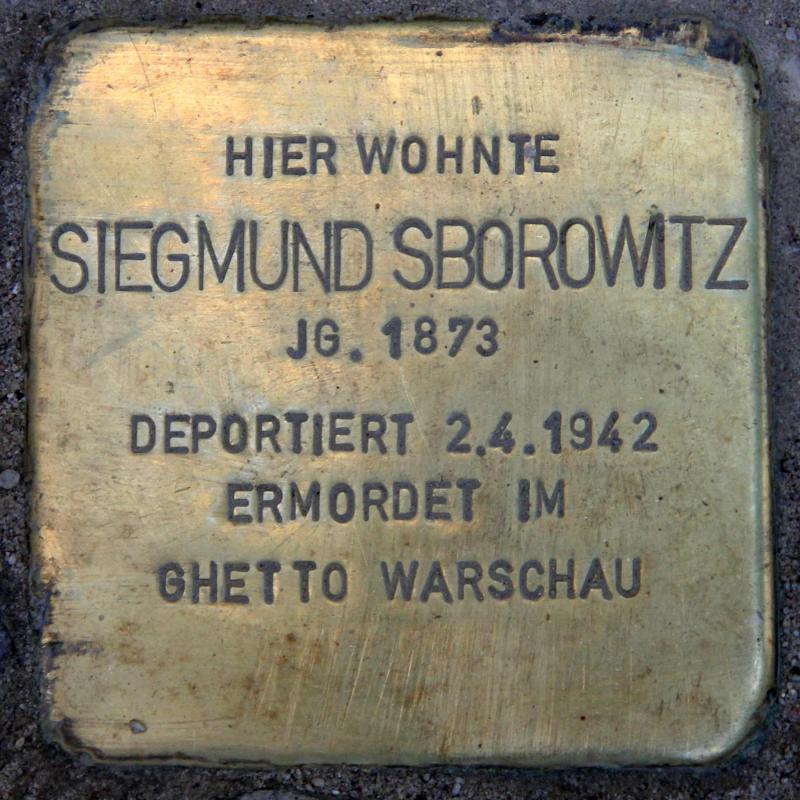 HIER WOHNTE
SIEGMUND SBOROWITZ
JG. 1873
DEPORTIERT 2.4.1942
ERMORDET IM
GHETTO WARSCHAU